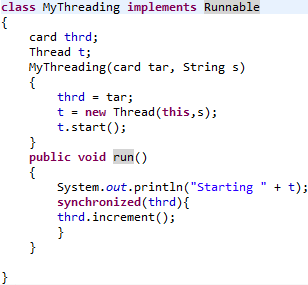 class MyThreading implements Runnable
{
    card thrd;
    Thread t;
    MyThreading(card tar, String s)
    {
        thrd = tar;
        t = new Thread(this,s);
        t.start();
    }
    public void run()
    {
        System.out.println("Starting " + t);
        synchronized(thrd){
        thrd.increment();
        }
    }

}